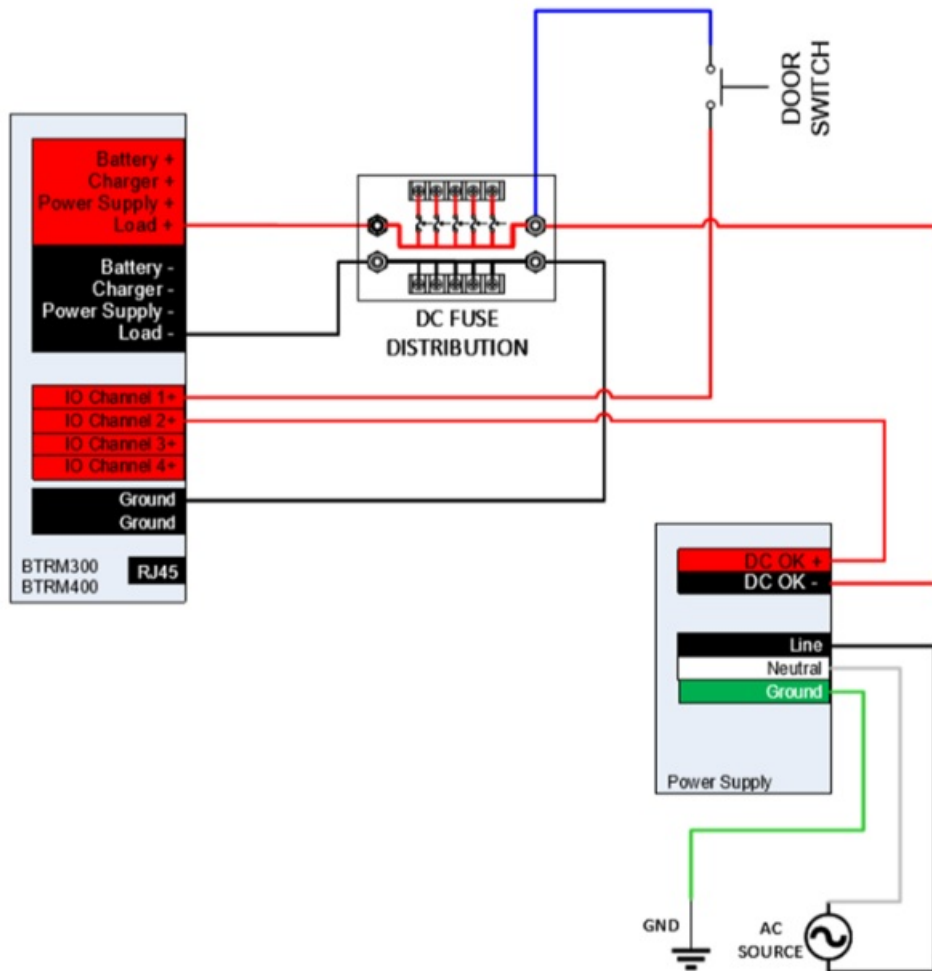 DOOR
SWITCH
Battery +
Charger +
Power Supply +
Load +
Battery -
Charger -
Power Supply -
Load -
DC FUSE
DISTRIBUTION
IO Channel 1+
IO Channel 2+
IO Channel 3+
IO Channel 4+
Ground
Ground
BTRM300
BTRM400
RJ45
DC OK +
DC OK -
Line
Neutral
Ground
Power Supply
GND
AC
SOURCE